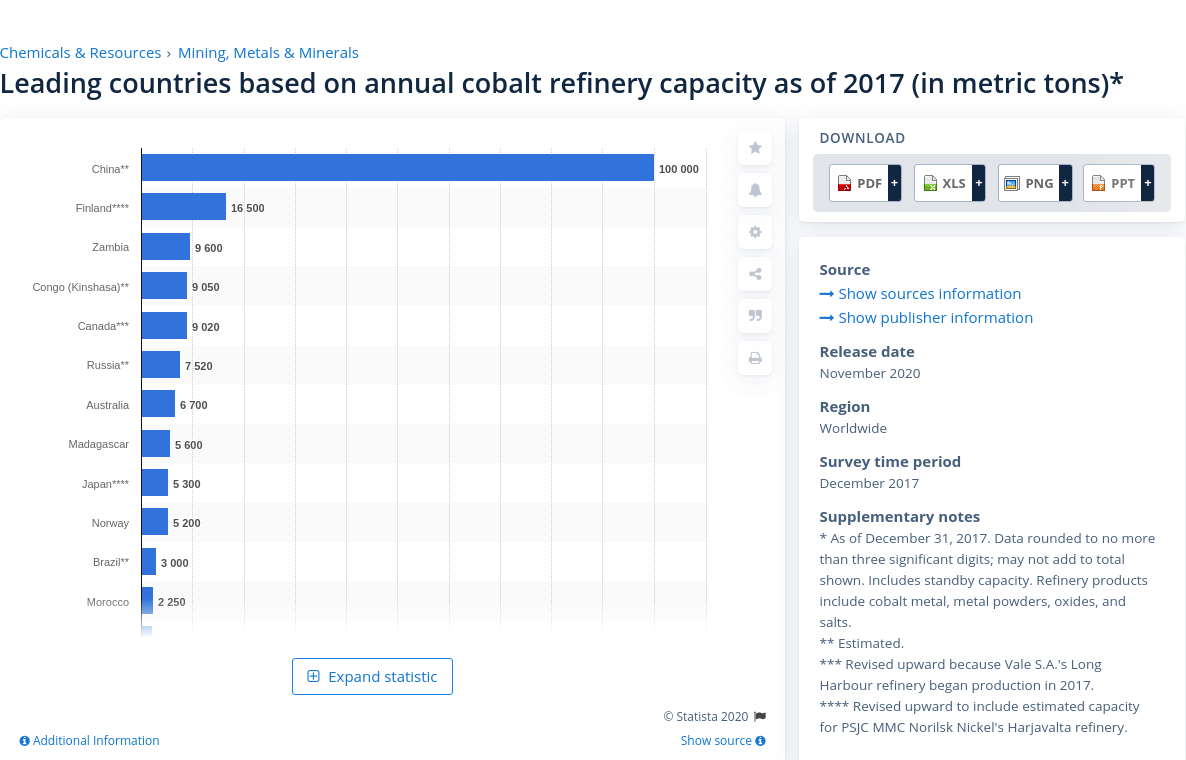 Chemicals & Resources › Mining, Metals & Minerals
Leading countries based on annual cobalt refinery capacity as of 2017 (in metric tons)*
China** 100 000
Finland**** 16 500
Zambia 9 600
Congo (Kinshasa)** 9 050
Canada*** 9 020
Russia** 7 520
Australia 6 700
Madagascar 5 600
Japan**** 5 300
Norway 5 200
Brazil** 3 000
Morocco 2 250
Expand statistic
© Statista 2020
Additional Information
Show source
DOWNLOAD
PDF + XLS + PNG + PPT +
Source
Show sources information
Show publisher information
Release date
November 2020
Region
Worldwide
Survey time period
December 2017
Supplementary notes
* As of December 31, 2017. Data rounded to no more
than three significant digits; may not add to total
shown. Includes standby capacity. Refinery products
include cobalt metal, metal powders, oxides, and
salts.
** Estimated.
*** Revised upward because Vale S.A.'s Long
Harbour refinery began production in 2017.
**** Revised upward to include estimated capacity
for PSJC MMC Norilsk Nickel's Harjavalta refinery.